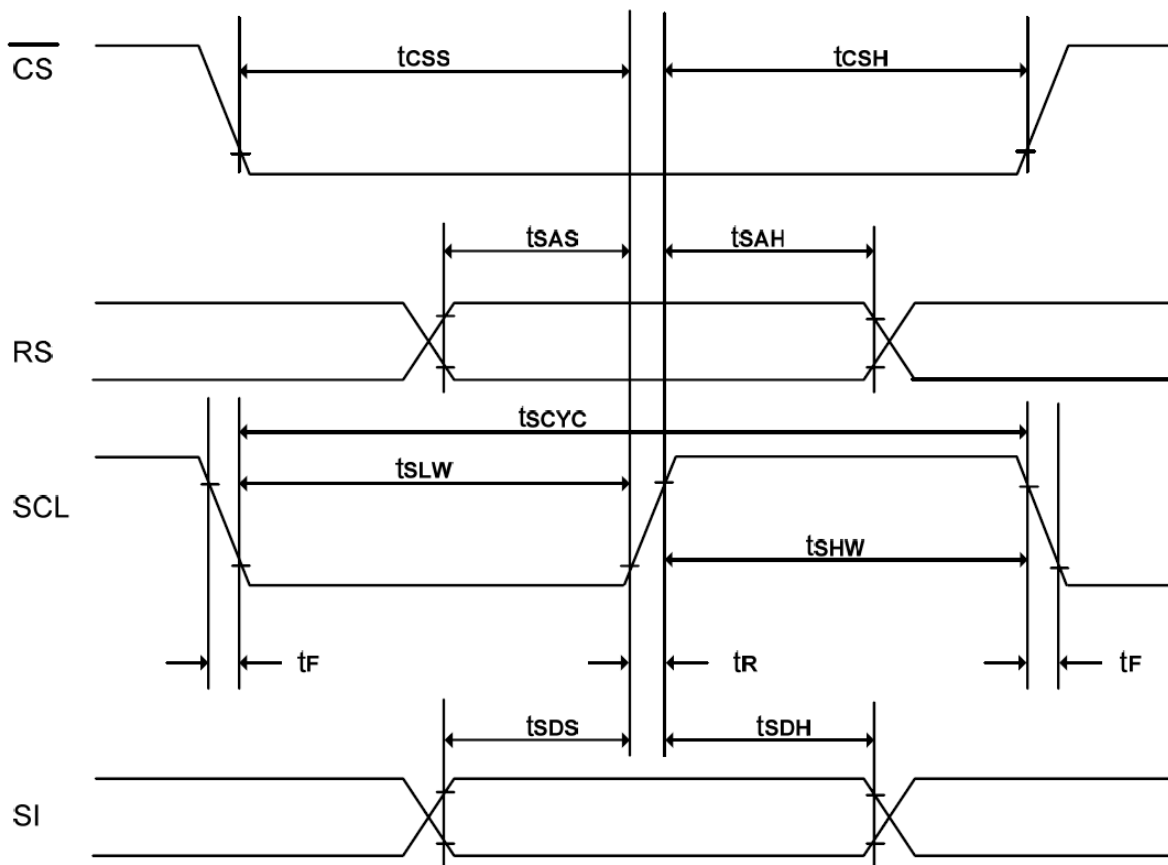 CS
tCSS
tCSH
tSAS
tSAH
RS
tSCYC
tSLW
SCL
tSHW
tF
tR
tF
tSDS
tSDH
SI